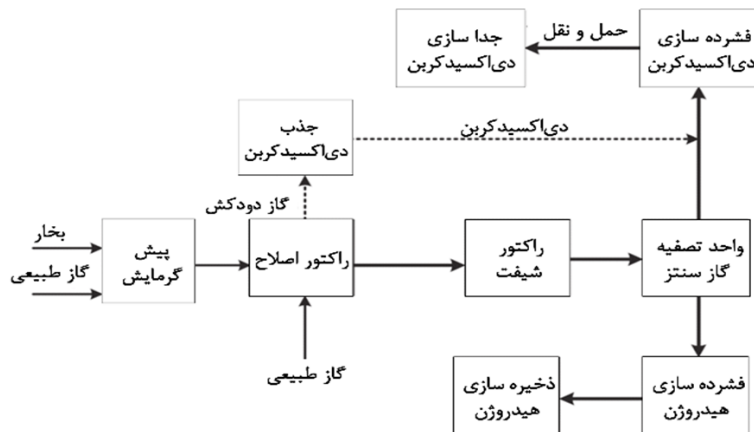 فشرده سازی
دی‌اکسیدکربن
حمل و نقل
جدا سازی
دی‌اکسیدکربن
جذب
دی‌اکسیدکربن
دی‌اکسیدکربن
گاز دودکش
بخار
گاز طبیعی
پیش
گرمایش
راکتور اصلاح
راکتور
شیفت
واحد تصفیه
گاز سنتز
گاز طبیعی
فشرده سازی
هیدروژن
ذخیره سازی
هیدروژن